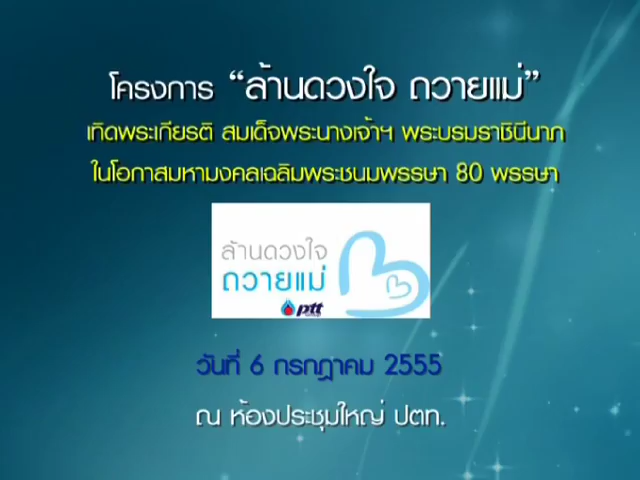 โครงการ “ล้านดวงใจ ถวายแม่”
เทิดพระเกียรติ สมเด็จพระนางเจ้าฯ พระบรมราชินีนาถ
ในโอกาสมหามงคลเฉลิมพระชนมพรรษา 80 พรรษา
ล้านดวงใจ
ถวายแม่
ptt
วันที่ 6 กรกฎาคม 2555
ณ ห้องประชุมใหญ่ ปตท.